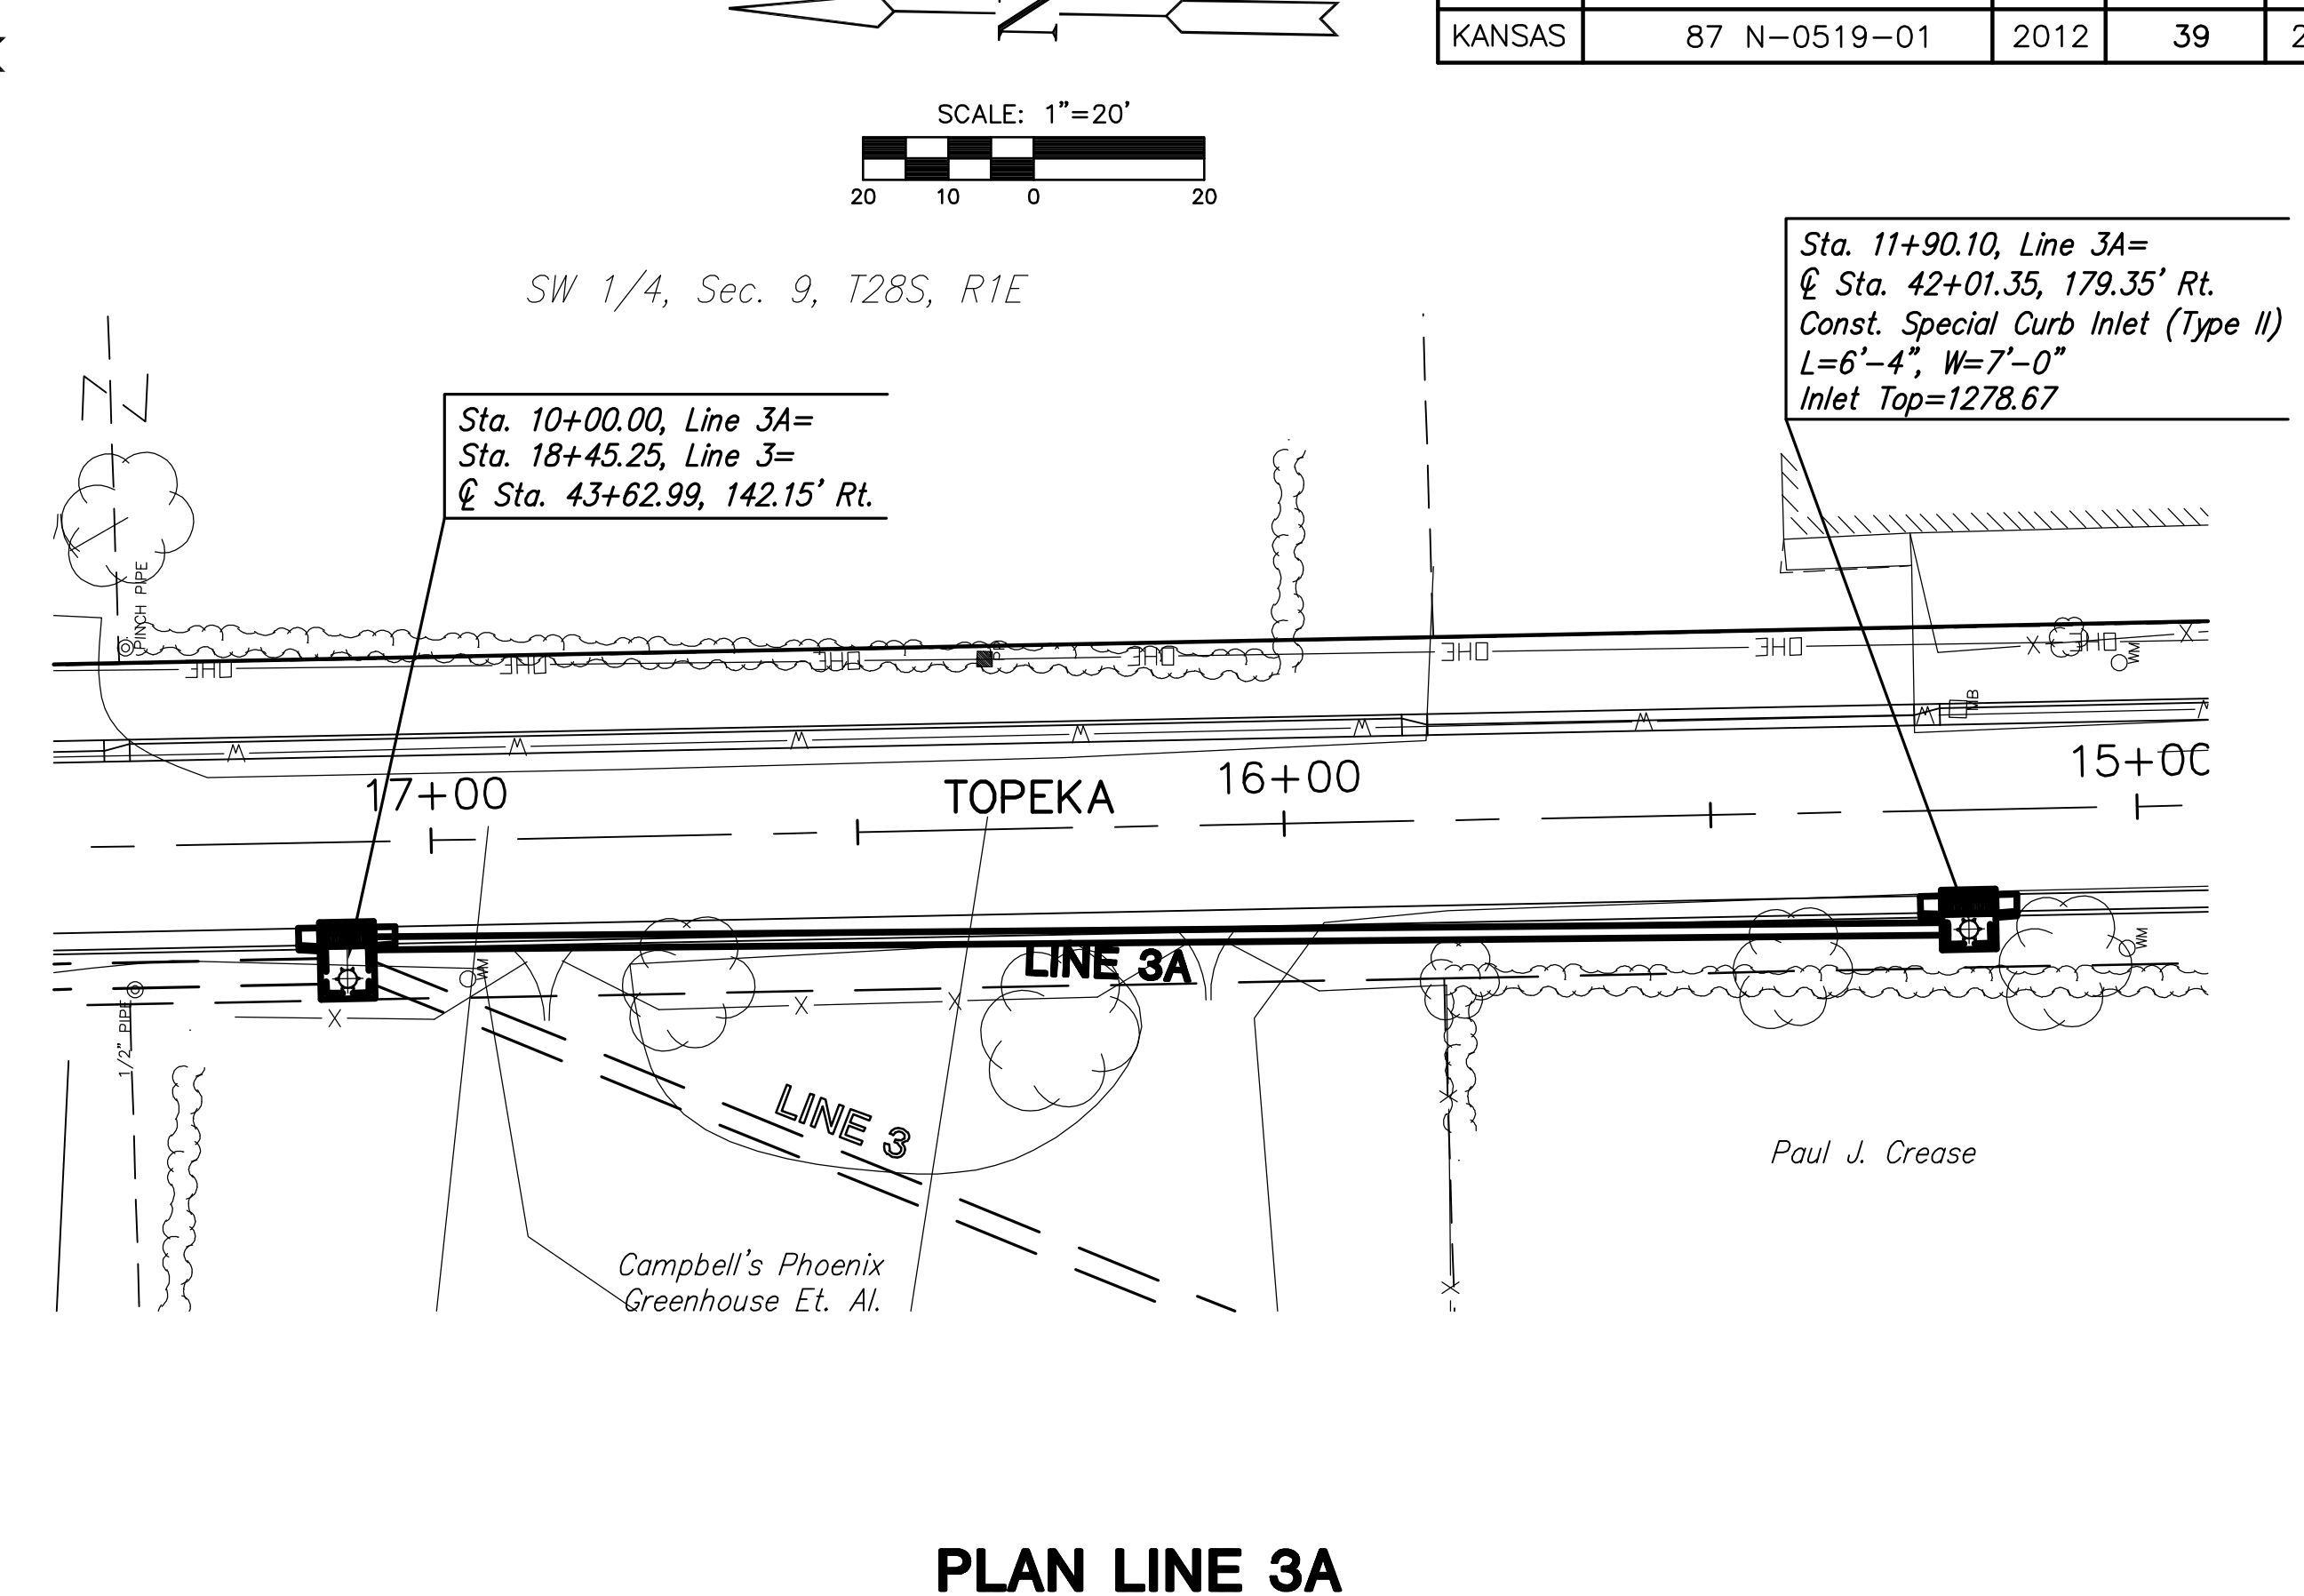 KANSAS 87 N-0519-01 2012 39
SCALE: 1"=20'
20 10 0 20
SW 1/4, Sec. 9, T28S, R1E
Sta. 11+90.10, Line 3A=
℄ Sta. 42+01.35, 179.35' Rt.
Const. Special Curb Inlet (Type II)
L=6'-4", W=7'-0"
Inlet Top=1278.67
Sta. 10+00.00, Line 3A=
Sta. 18+45.25, Line 3=
℄ Sta. 43+62.99, 142.15' Rt.
PINCH PIPE
OHE OHE OHE PP OHE OHE OHE OHE
X X
WM
MB
W W W W W W W
17+00 TOPEKA 16+00 15+00
LINE 3A
WM
WM
X X X
1/2" PIPE
LINE 3
X
Paul J. Crease
Campbell's Phoenix
Greenhouse Et. Al.
X
PLAN LINE 3A